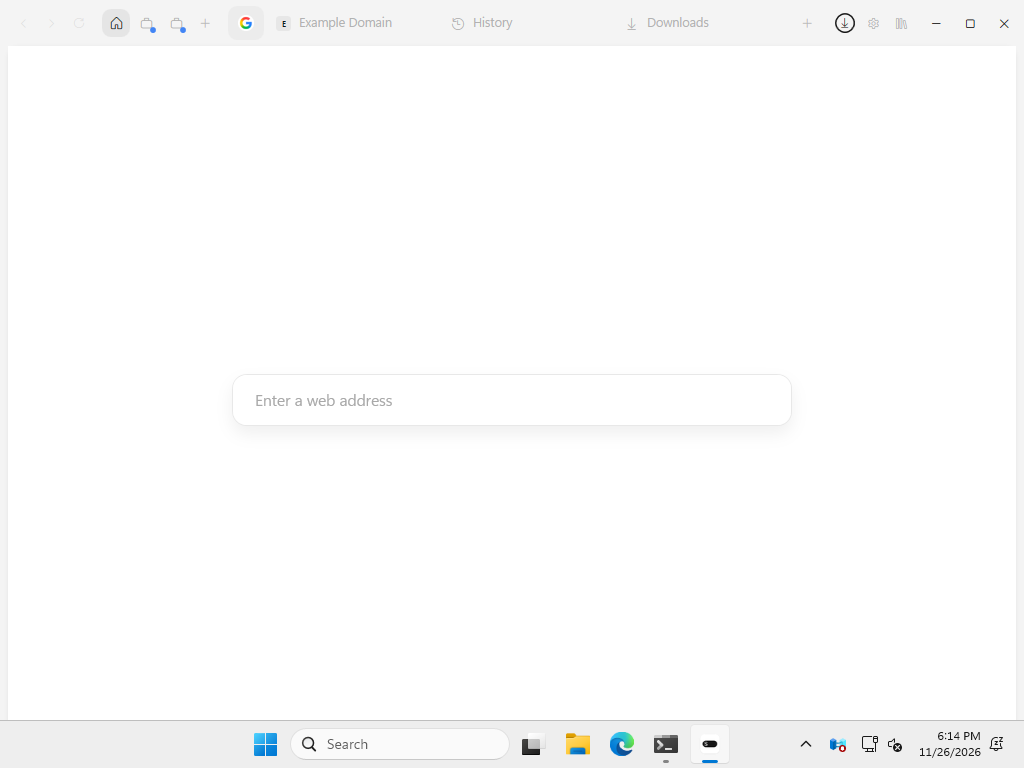 E Example Domain History Downloads
Enter a web address
Search
6:14 PM
11/26/2026